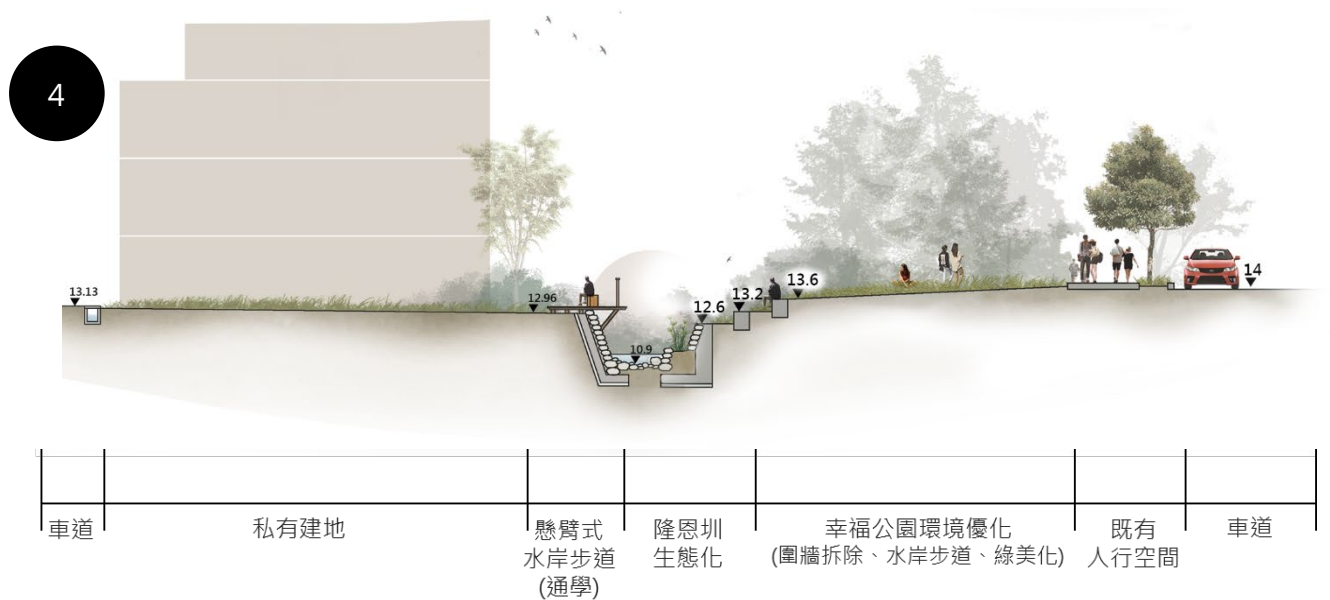 4
13.13
12.96
10.9
12.6
13.2
13.6
14
車道
私有建地
懸臂式
水岸步道
(通學)
隆恩圳
生態化
幸福公園環境優化
(圍牆拆除、水岸步道、綠美化)
既有
人行空間
車道